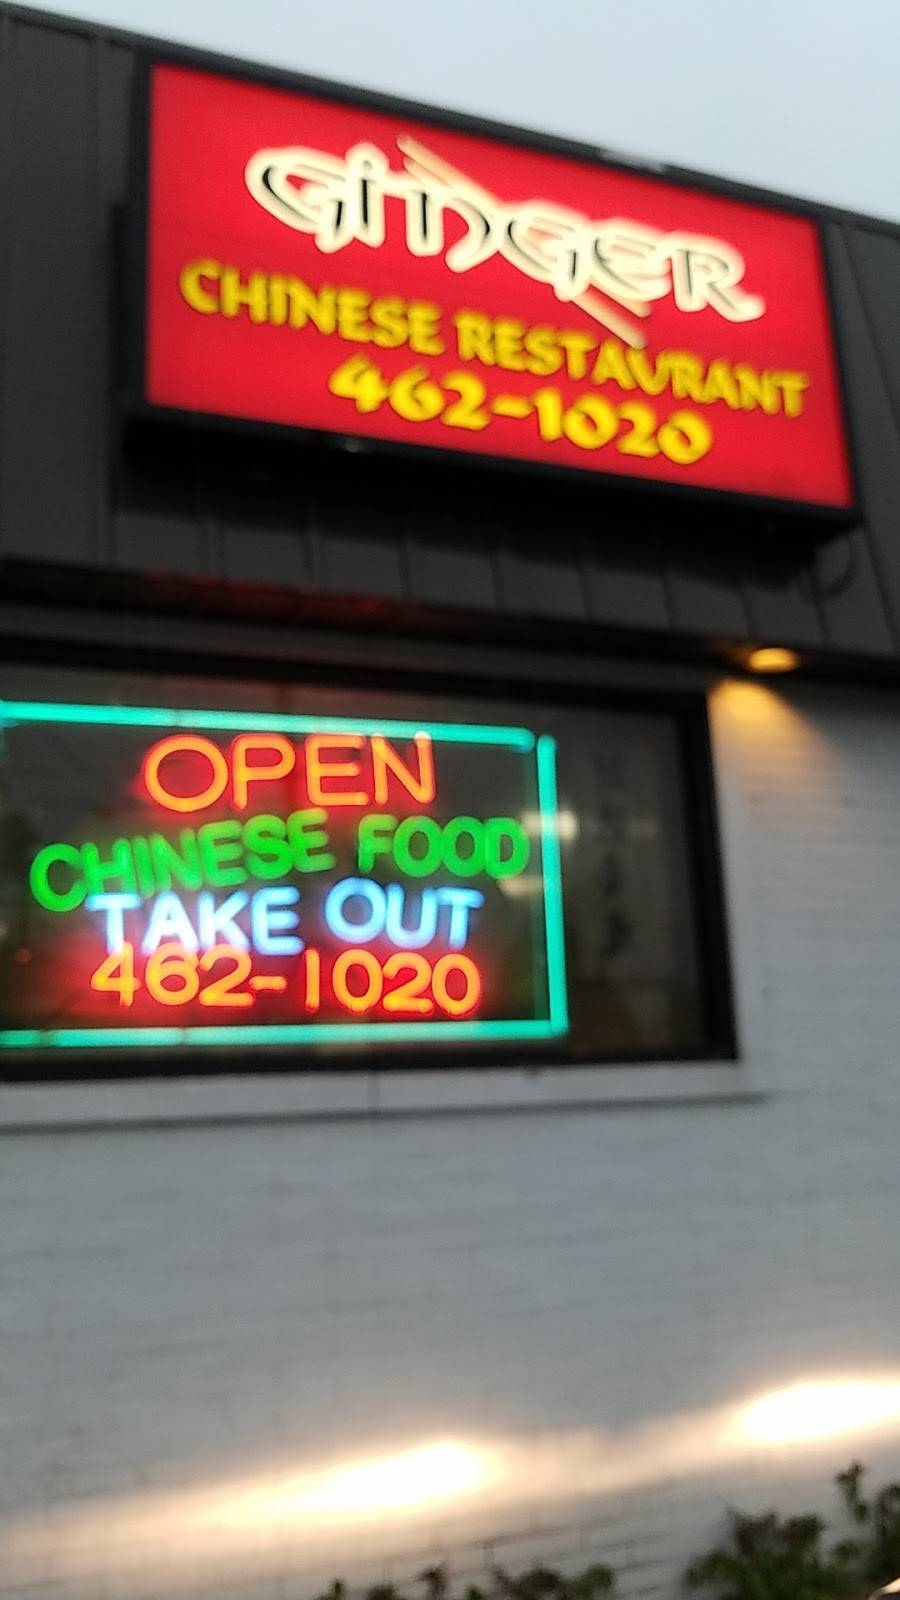 GINGER
CHINESE RESTAURANT
462-1020
OPEN
CHINESE FOOD
TAKE OUT
462-1020